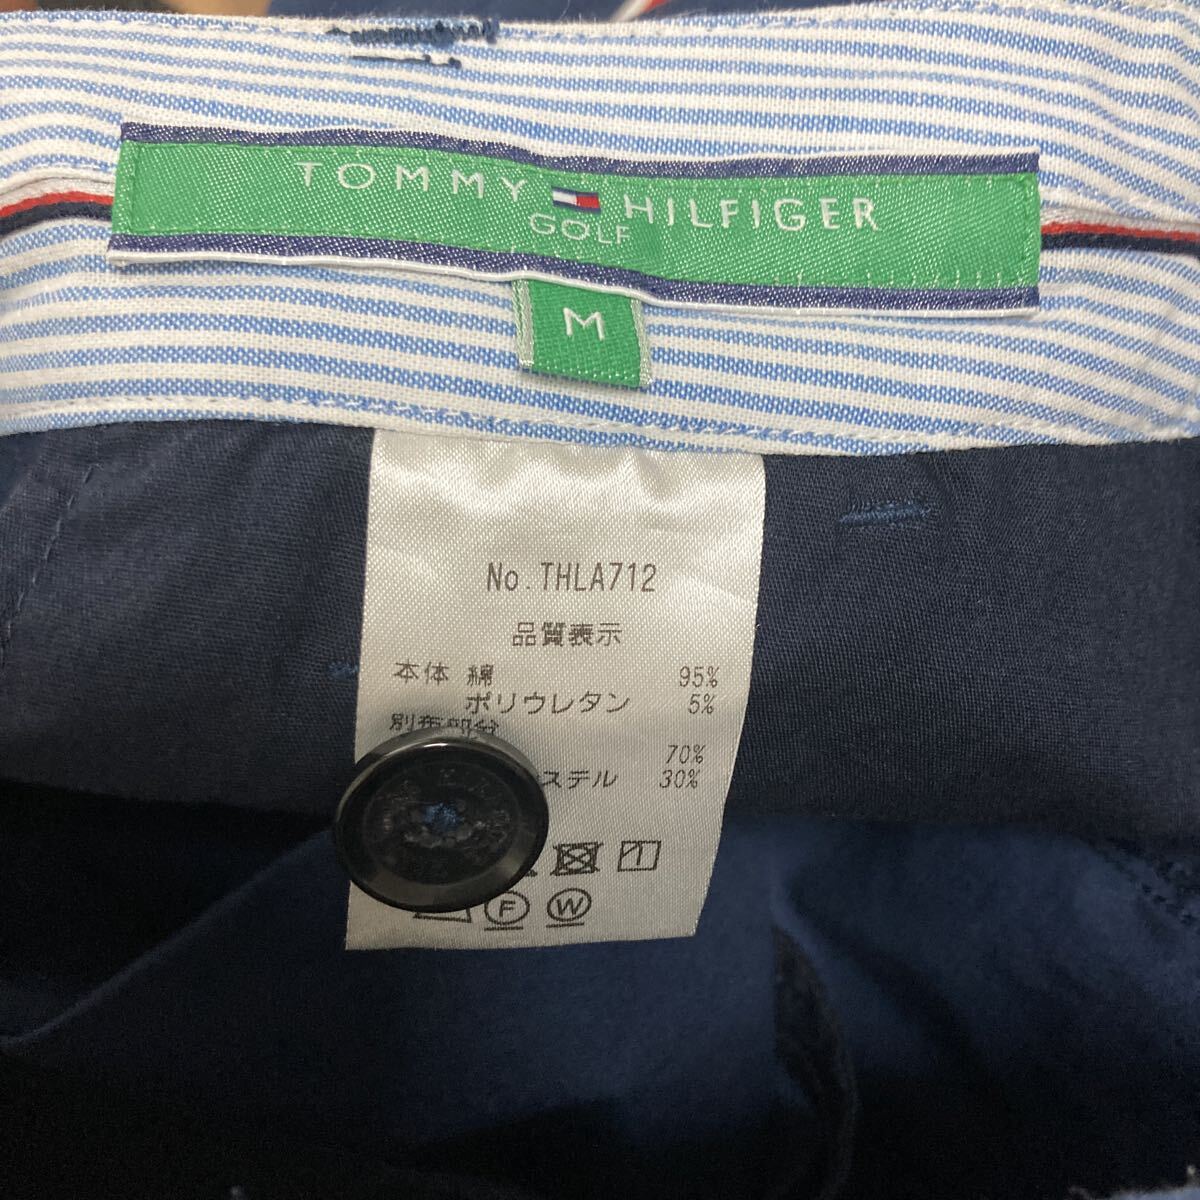 TOMMY HILFIGER
GOLF
M
No.THLA712
品質表示
本体 綿 95%
ポリウレタン 5%
別布部分
70%
ステル 30%
F W